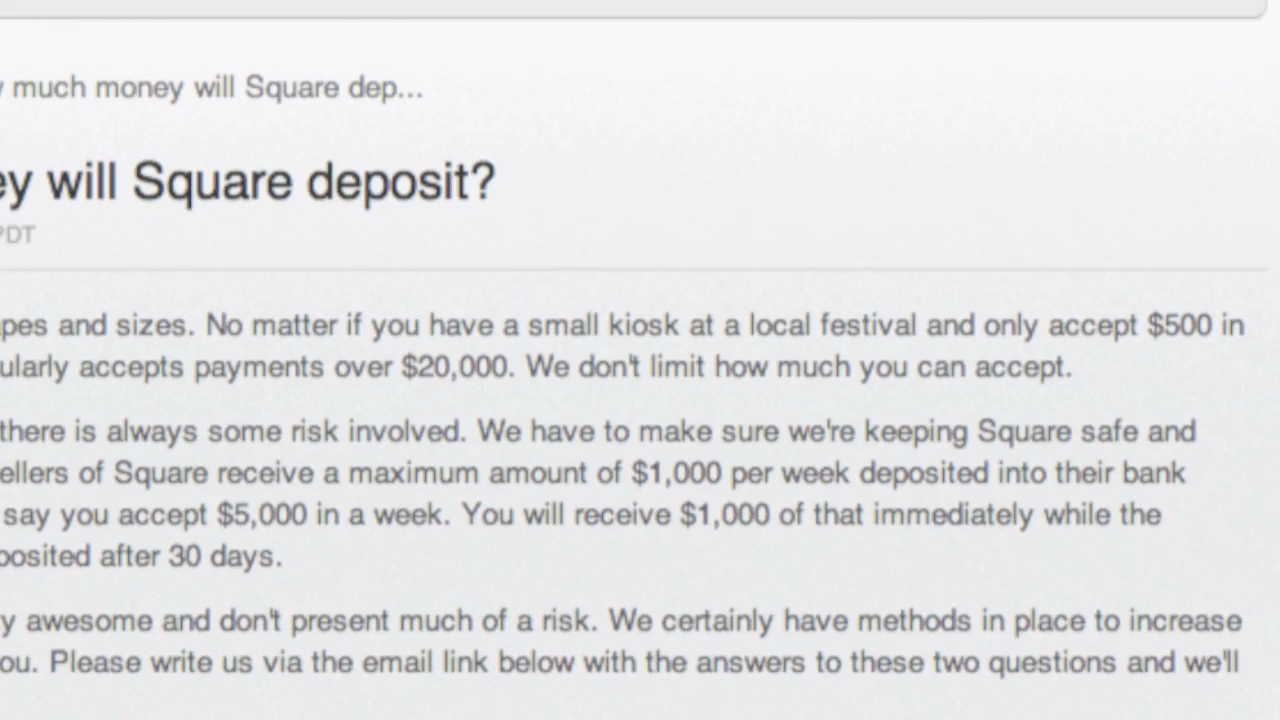 much money will Square dep...
will Square deposit?
PDT
and sizes. No matter if you have a small kiosk at a local festival and only accept $500 in
accepts payments over $20,000. We don't limit how much you can accept.
there is always some risk involved. We have to make sure we're keeping Square safe and
of Square receive a maximum amount of $1,000 per week deposited into their bank
say you accept $5,000 in a week. You will receive $1,000 of that immediately while the
after 30 days.
awesome and don't present much of a risk. We certainly have methods in place to increase
Please write us via the email link below with the answers to these two questions and we'll